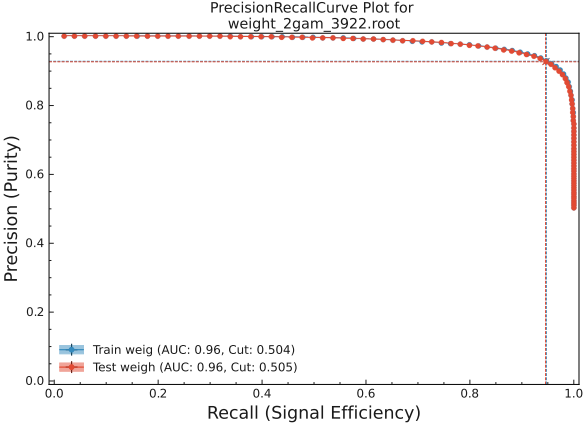 PrecisionRecallCurve Plot for
weight_2gam_3922.root
1.0
0.8
0.6
0.4
0.2
0.0
Precision (Purity)
Train weig (AUC: 0.96, Cut: 0.504)
Test weigh (AUC: 0.96, Cut: 0.505)
0.0 0.2 0.4 0.6 0.8 1.0
Recall (Signal Efficiency)